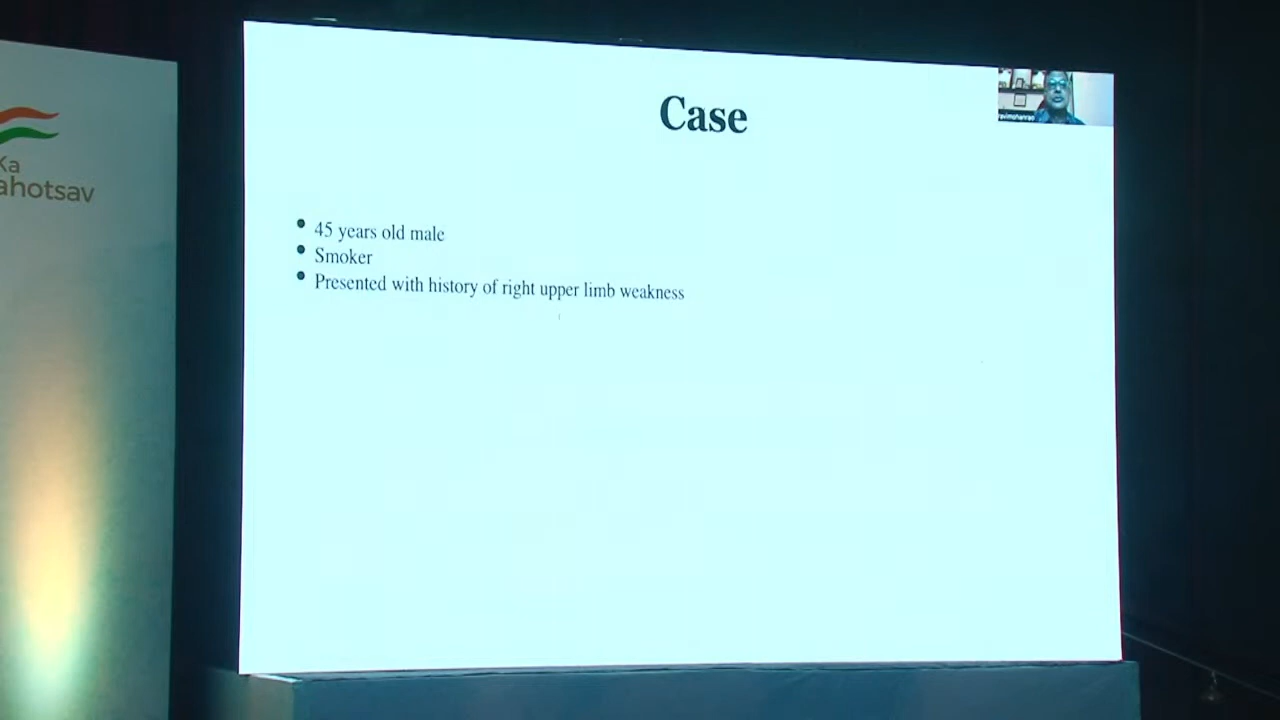 Ka
ahotsav
Case
• 45 years old male
• Smoker
• Presented with history of right upper limb weakness